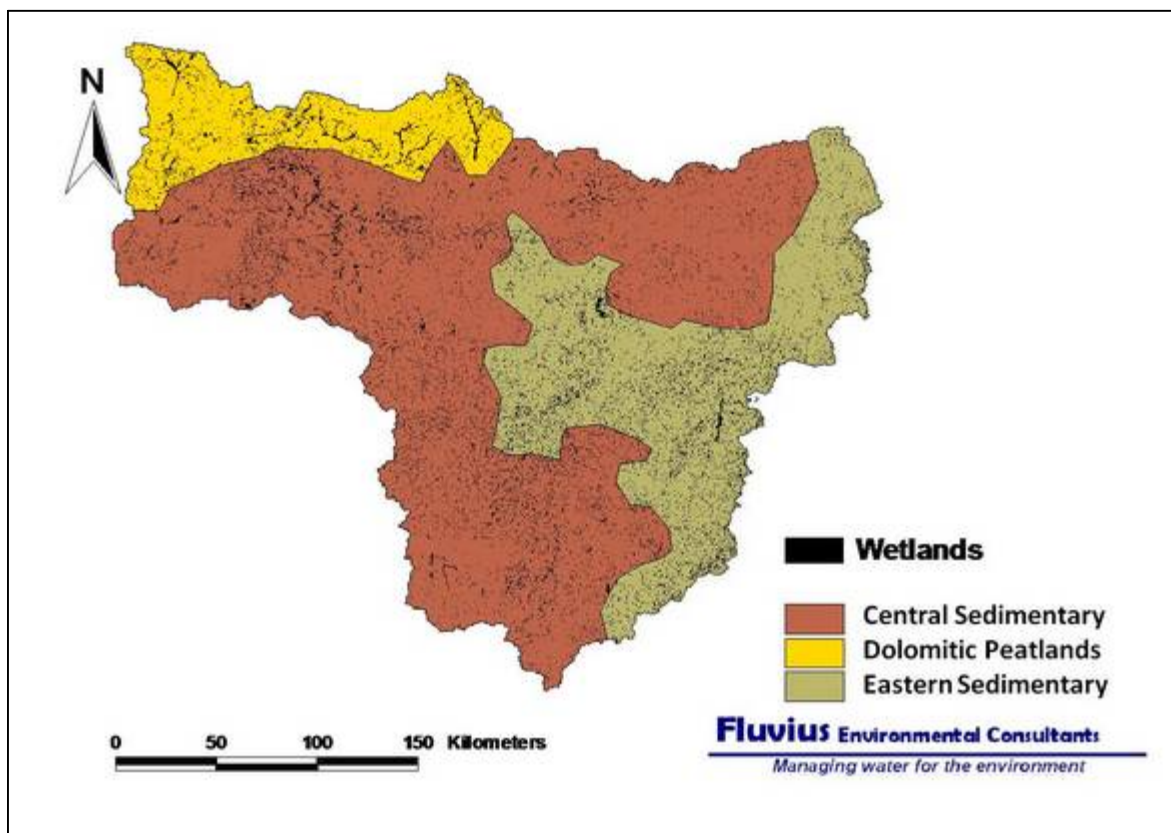 N
Wetlands
Central Sedimentary
Dolomitic Peatlands
Eastern Sedimentary
0 50 100 150 Kilometers
Fluvius Environmental Consultants
Managing water for the environment